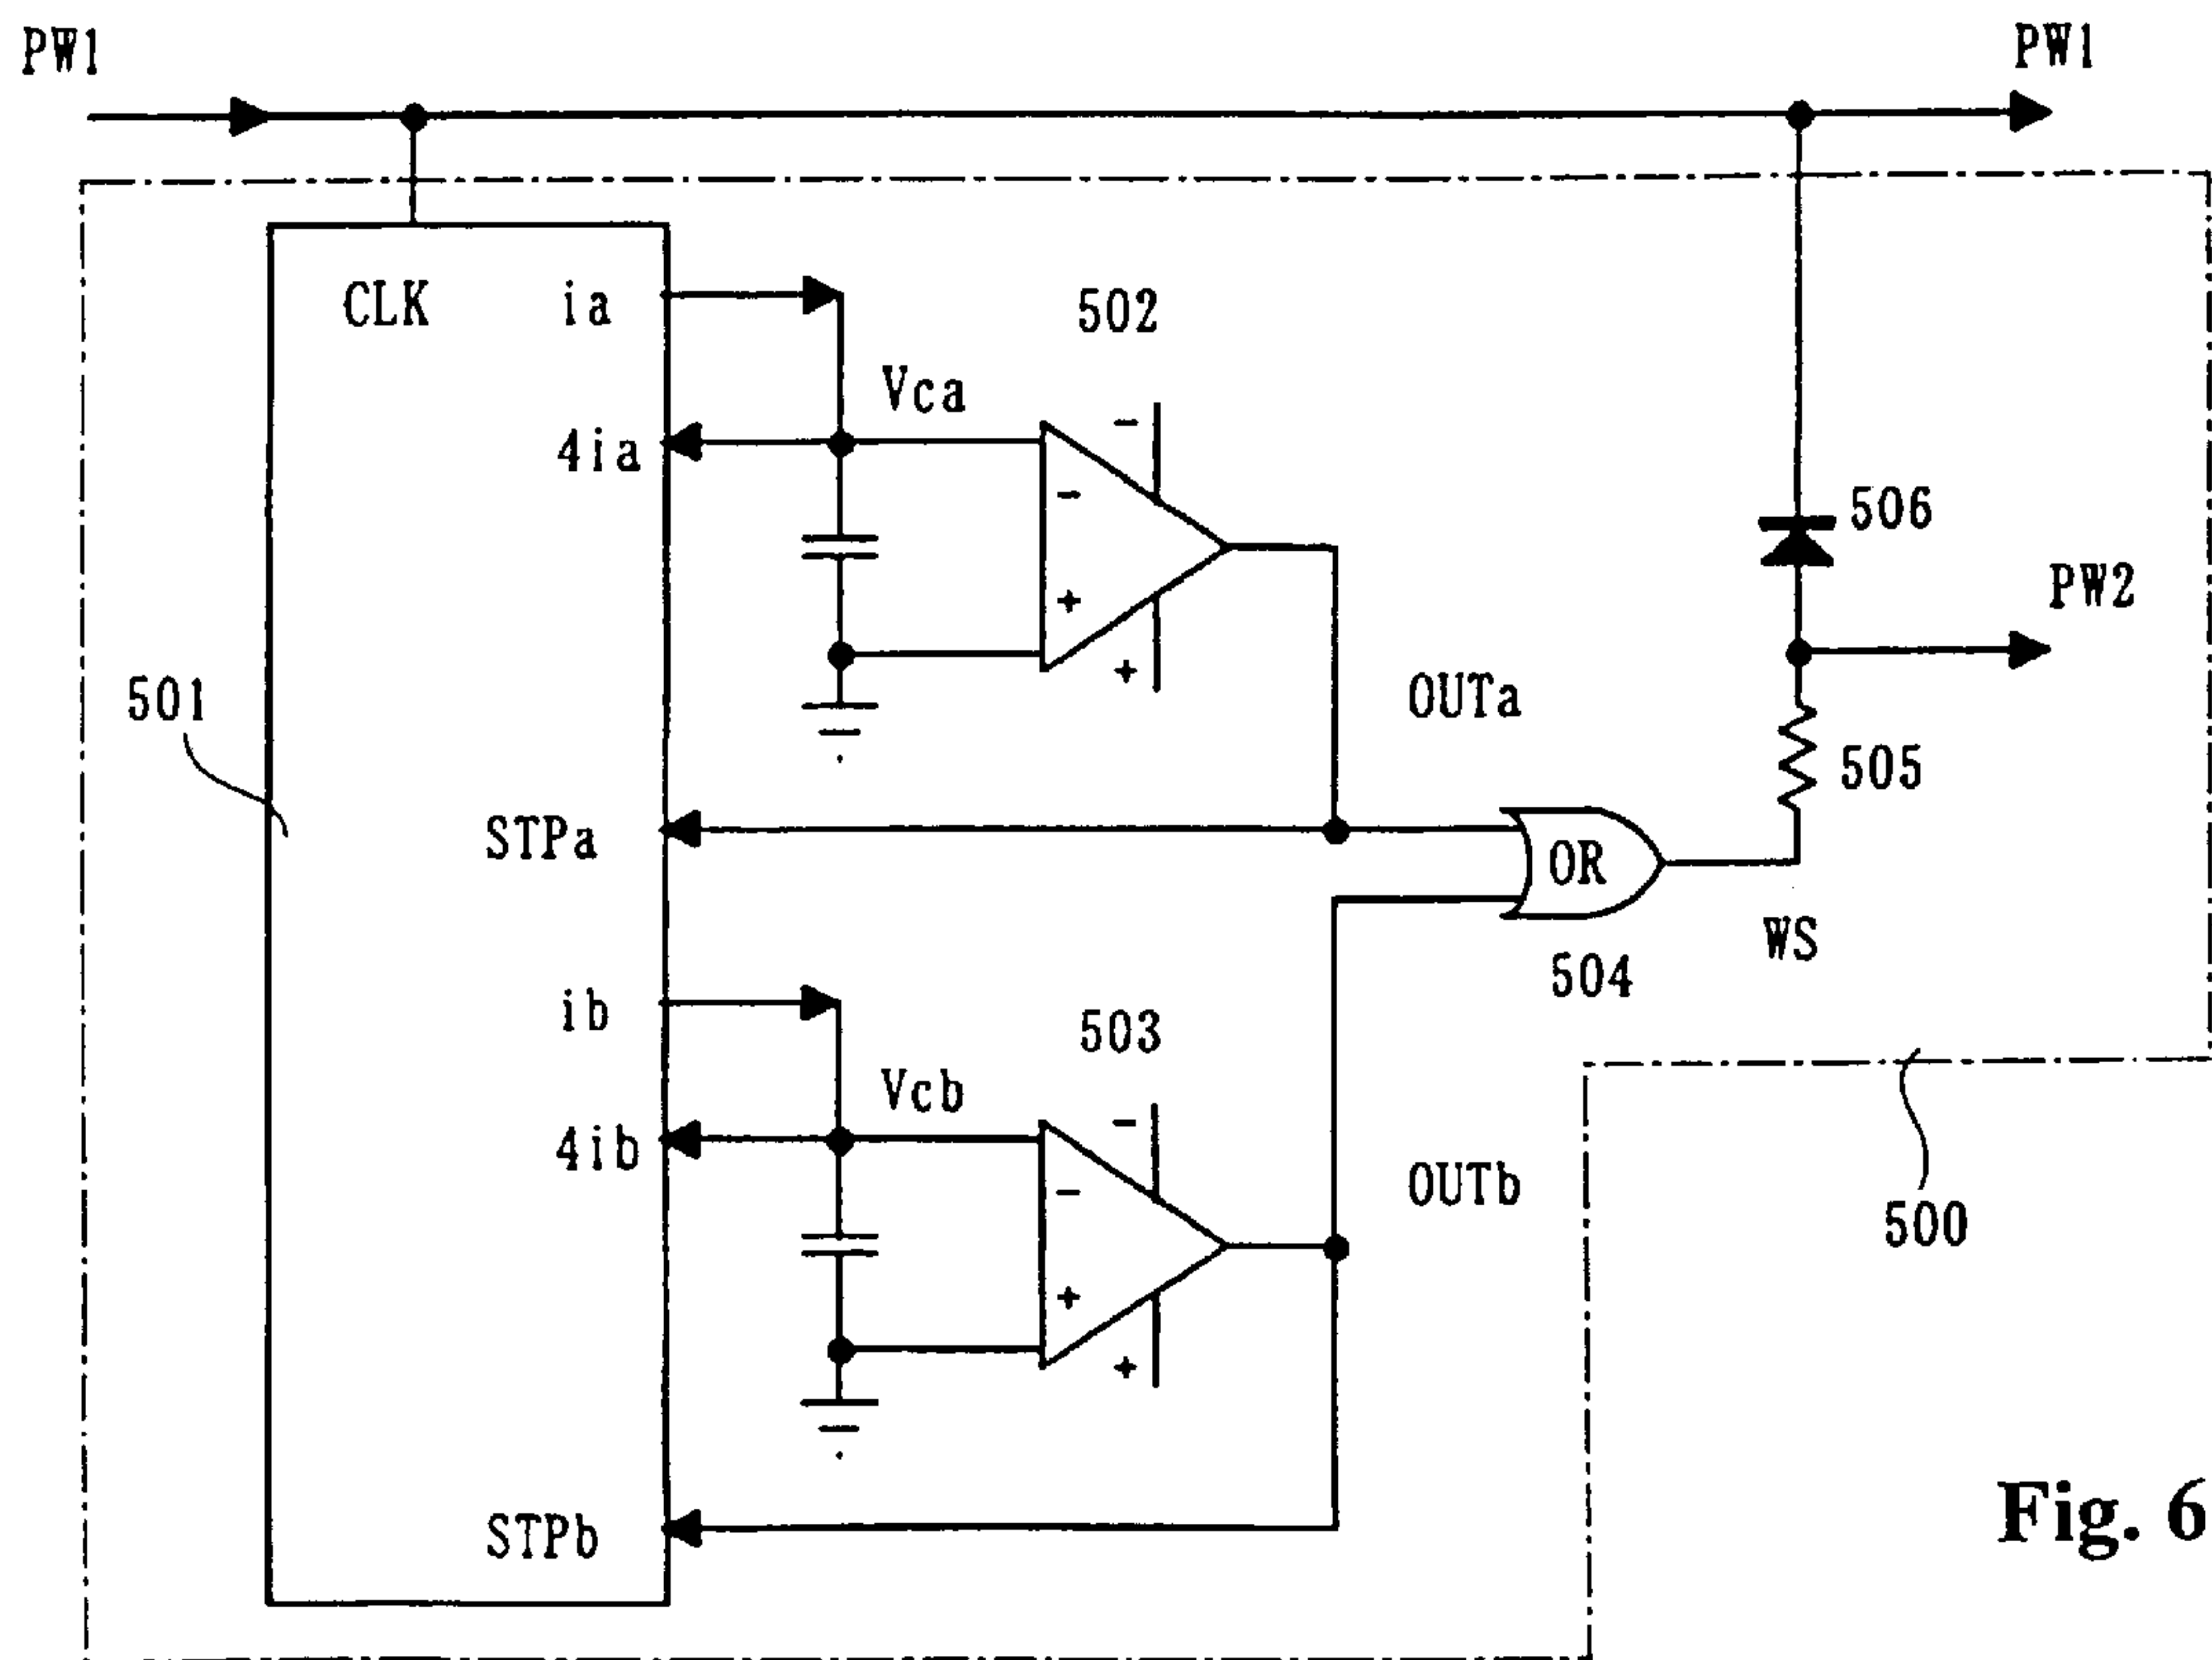 PW1
PW1
CLK
ia
502
Vca
-
4ia
-
506
PW2
+
501
+
OUTa
505
STPa
OR
WS
504
ib
503
Vcb
-
4ib
-
OUTb
500
+
+
STPb
Fig. 6